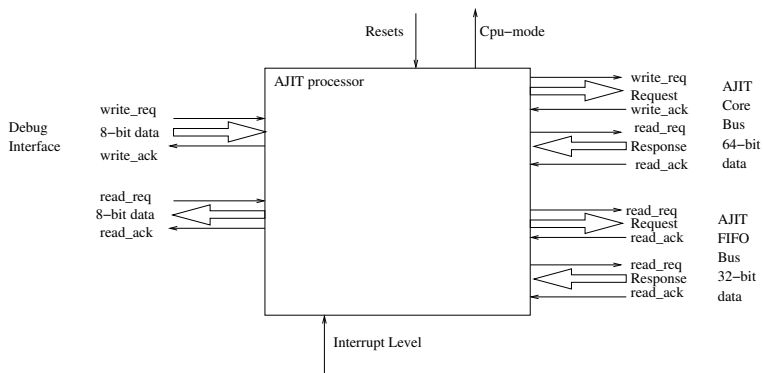 Resets
Cpu−mode
AJIT processor
Debug
Interface
write_req
8−bit data
write_ack
read_req
8−bit data
read_ack
write_req
Request
write_ack
read_req
Response
read_ack
AJIT
Core
Bus
64−bit
data
read_req
Request
read_ack
read_req
Response
read_ack
AJIT
FIFO
Bus
32−bit
data
Interrupt Level